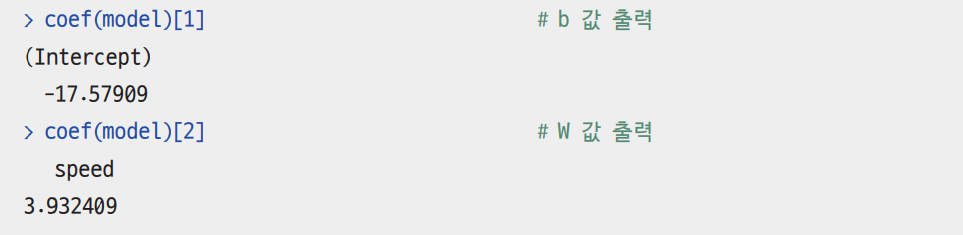 > coef(model)[1] # b 값 출력
(Intercept)
-17.57909
> coef(model)[2] # W 값 출력
speed
3.932409